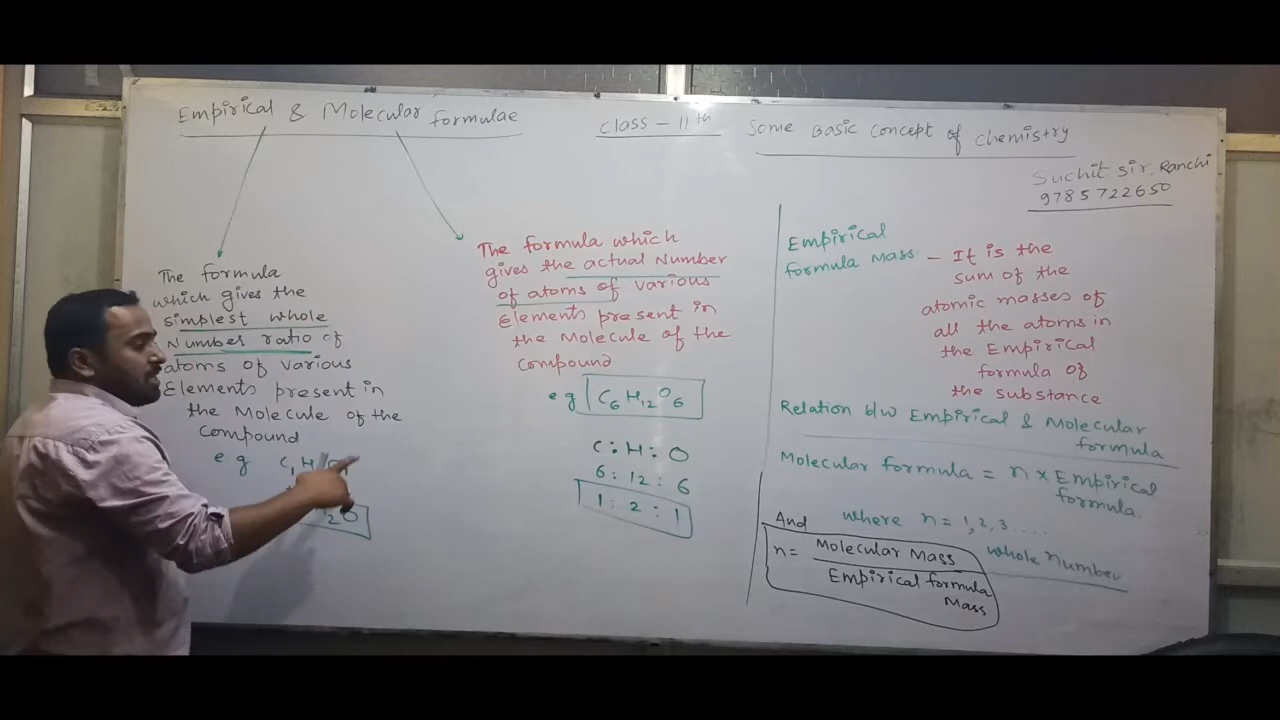 Empirical & Molecular formulae
Class - 11th
Some Basic Concept of Chemistry
Suchit Sir, Ranchi
9785722650
The formula
which gives the
simplest whole
Number ratio of
atoms of various
Elements present in
the Molecule of the
Compound
e g C1H
2O
The formula which
gives the actual Number
of atoms of various
Elements present in
the Molecule of the
Compound
e g C6H12O6
C : H : O
6 : 12 : 6
1 : 2 : 1
Empirical
formula Mass - It is the
sum of the
atomic masses of
all the atoms in
the Empirical
formula of
the substance
Relation b/w Empirical & Molecular
formula
Molecular formula = n × Empirical
formula.
where n = 1, 2, 3 ....
whole number
And
n = Molecular Mass
Empirical formula
Mass